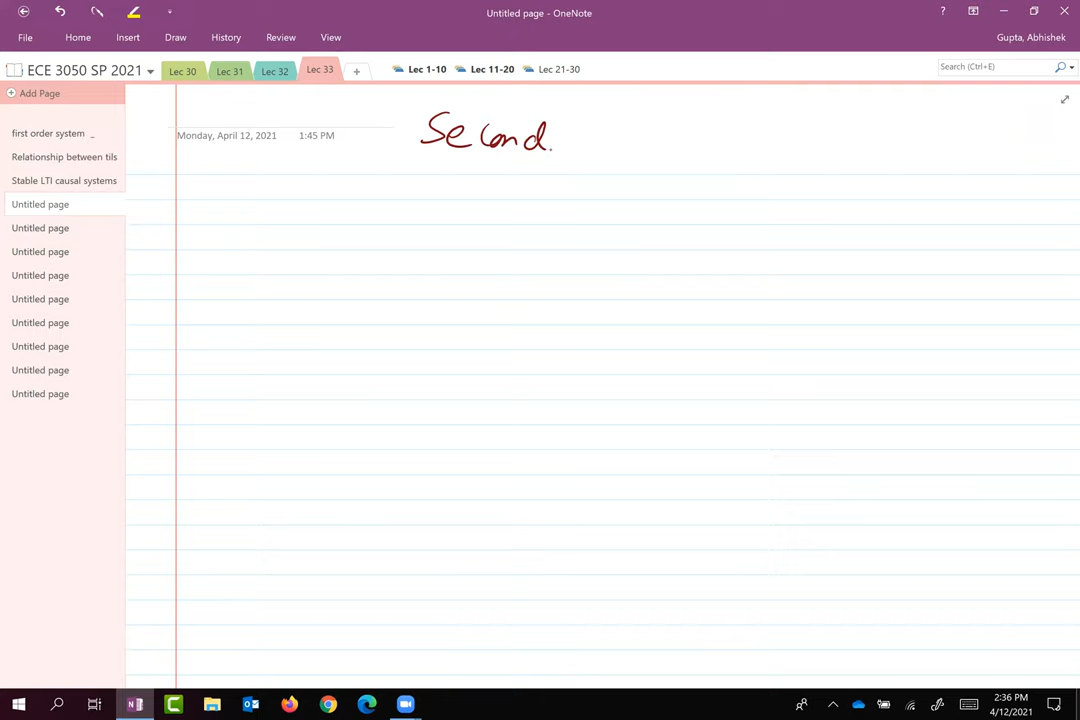 Untitled page - OneNote
?
File Home Insert Draw History Review View
Gupta, Abhishek
ECE 3050 SP 2021
Lec 30
Lec 31
Lec 32
Lec 33
+
Lec 1-10
Lec 11-20
Lec 21-30
Search (Ctrl+E)
Add Page
first order system _
Relationship between tils
Stable LTI causal systems
Untitled page
Untitled page
Untitled page
Untitled page
Untitled page
Untitled page
Untitled page
Untitled page
Untitled page
Monday, April 12, 2021 1:45 PM
Second.
2:36 PM
4/12/2021